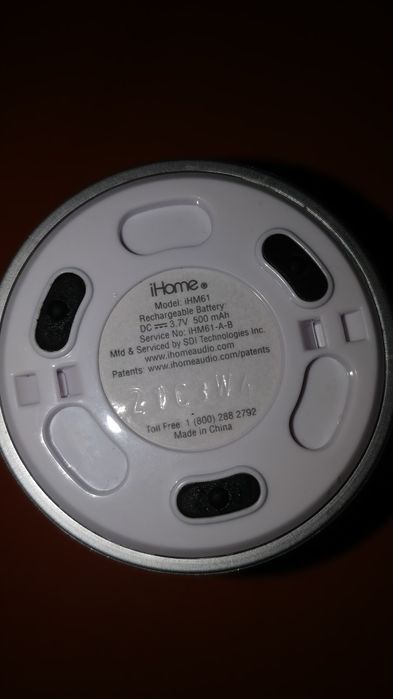 iHome®
Model: iHM61
Rechargeable Battery:
DC ⎓ 3.7V 500 mAh
Service No: iHM61-A-B
Mfd & Serviced by SDI Technologies Inc.
www.ihomeaudio.com
Patents: www.ihomeaudio.com/patents
Toll Free: 1 (800) 288 2792
Made in China